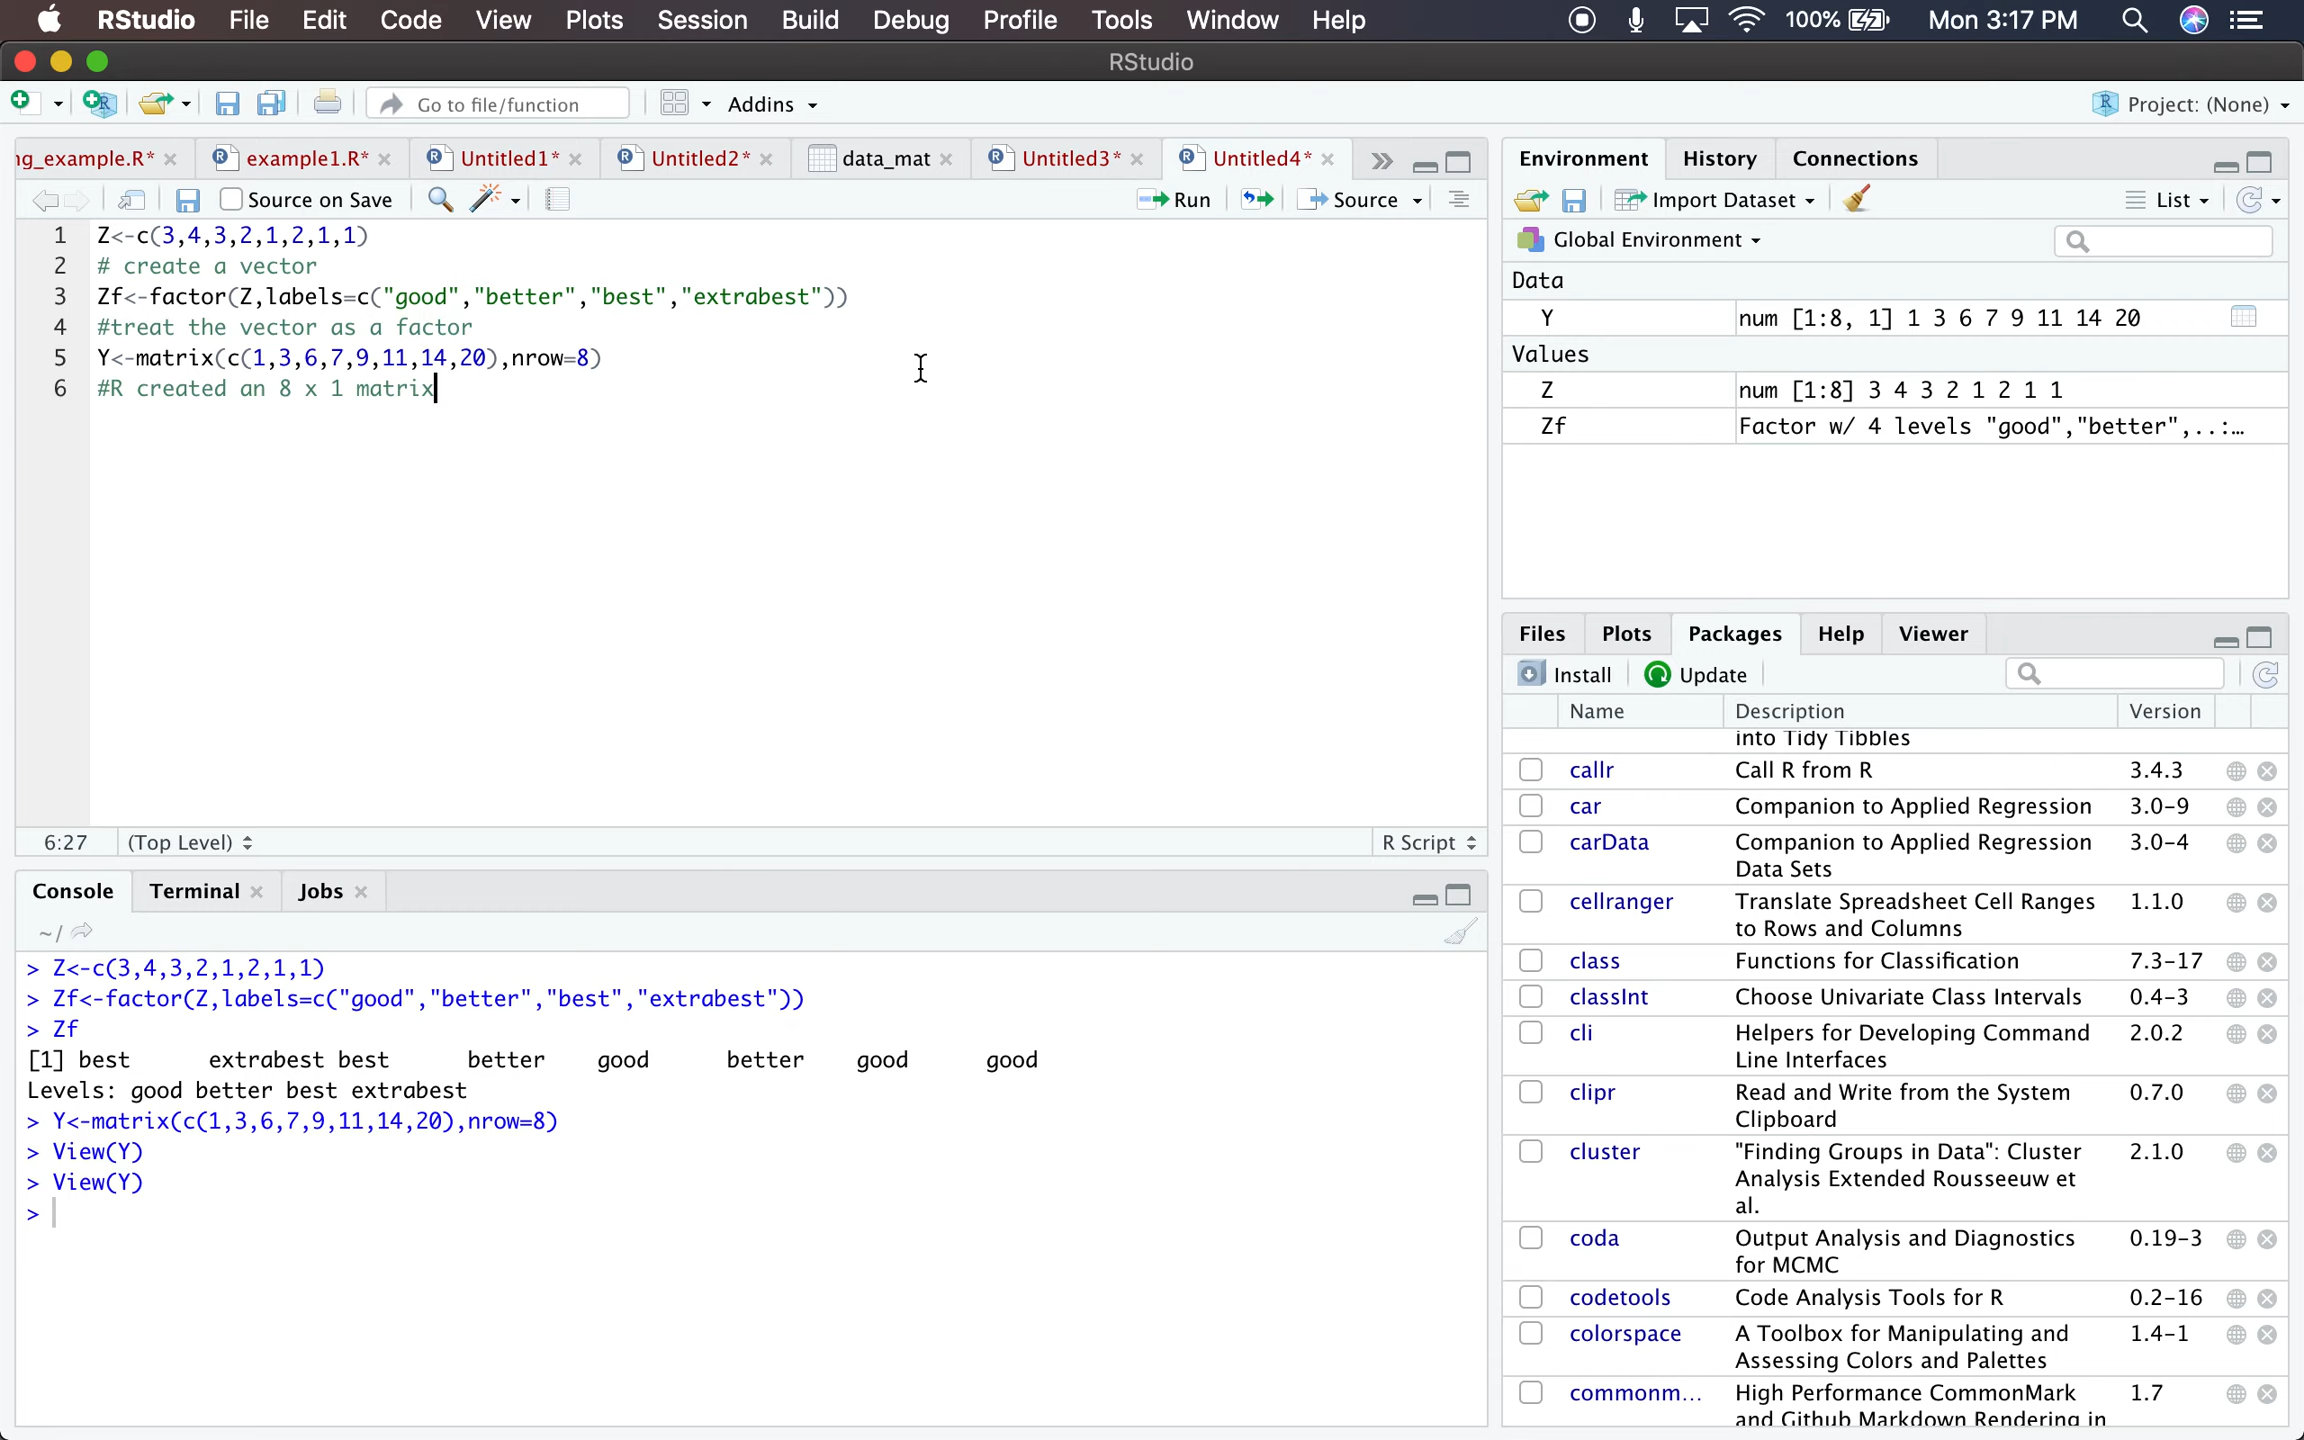 RStudio File Edit Code View Plots Session Build Debug Profile Tools Window Help 100% Mon 3:17 PM
RStudio
Go to file/function Addins Project: (None)
ng_example.R* example1.R* Untitled1* Untitled2* data_mat Untitled3* Untitled4*
Source on Save Run Source
1 Z<-c(3,4,3,2,1,2,1,1)
2 # create a vector
3 Zf<-factor(Z,labels=c("good","better","best","extrabest"))
4 #treat the vector as a factor
5 Y<-matrix(c(1,3,6,7,9,11,14,20),nrow=8)
6 #R created an 8 x 1 matrix
6:27 (Top Level) R Script
Console Terminal Jobs
~/
> Z<-c(3,4,3,2,1,2,1,1)
> Zf<-factor(Z,labels=c("good","better","best","extrabest"))
> Zf
[1] best extrabest best better good better good good
Levels: good better best extrabest
> Y<-matrix(c(1,3,6,7,9,11,14,20),nrow=8)
> View(Y)
> View(Y)
>
Environment History Connections
Import Dataset List
Global Environment
Data
Y num [1:8, 1] 1 3 6 7 9 11 14 20
Values
Z num [1:8] 3 4 3 2 1 2 1 1
Zf Factor w/ 4 levels "good","better",..:…
Files Plots Packages Help Viewer
Install Update
Name Description Version
into Tidy Tibbles
callr Call R from R 3.4.3
car Companion to Applied Regression 3.0-9
carData Companion to Applied Regression 3.0-4
Data Sets
cellranger Translate Spreadsheet Cell Ranges 1.1.0
to Rows and Columns
class Functions for Classification 7.3-17
classInt Choose Univariate Class Intervals 0.4-3
cli Helpers for Developing Command 2.0.2
Line Interfaces
clipr Read and Write from the System 0.7.0
Clipboard
cluster "Finding Groups in Data": Cluster 2.1.0
Analysis Extended Rousseeuw et
al.
coda Output Analysis and Diagnostics 0.19-3
for MCMC
codetools Code Analysis Tools for R 0.2-16
colorspace A Toolbox for Manipulating and 1.4-1
Assessing Colors and Palettes
commonm... High Performance CommonMark 1.7
and Github Markdown Rendering in